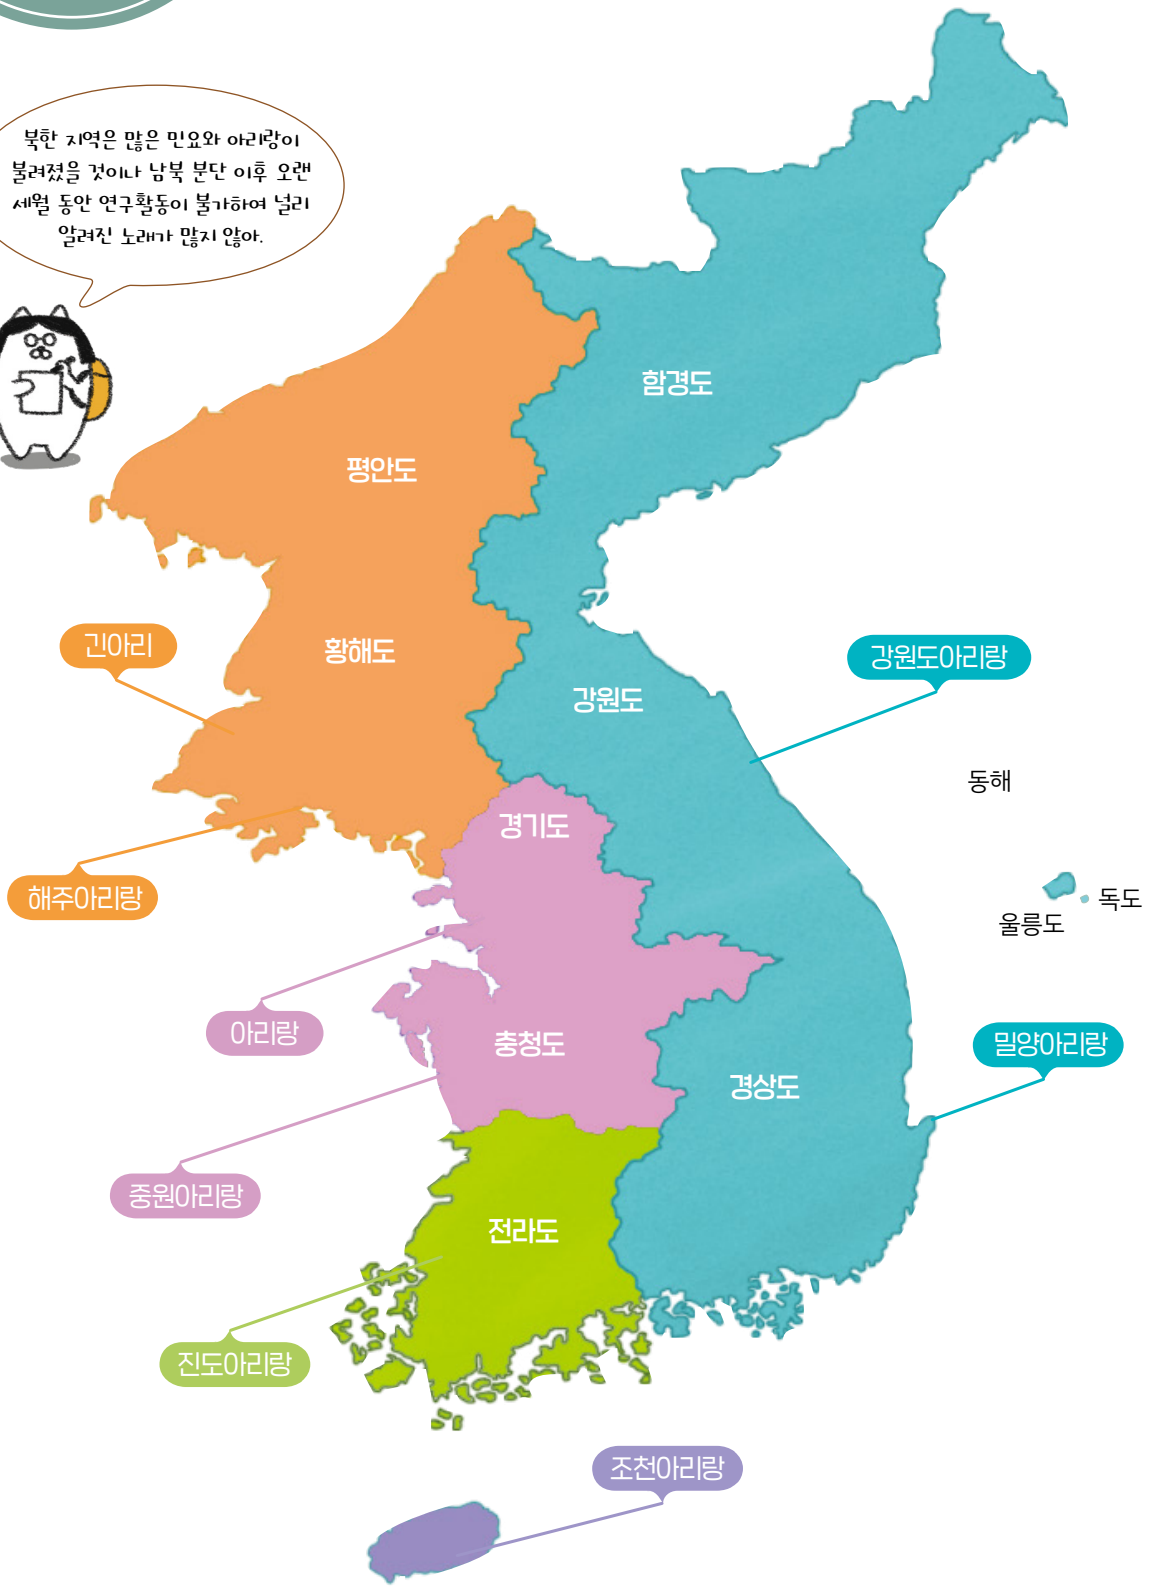 북한 지역은 많은 민요와 아리랑이
불려졌을 것이나 남북 분단 이후 오랜
세월 동안 연구활동이 불가하여 널리
알려진 노래가 많지 않아.
함경도
평안도
긴아리
황해도
강원도아리랑
강원도
동해
경기도
해주아리랑
독도
울릉도
아리랑
충청도
밀양아리랑
경상도
중원아리랑
전라도
진도아리랑
조천아리랑